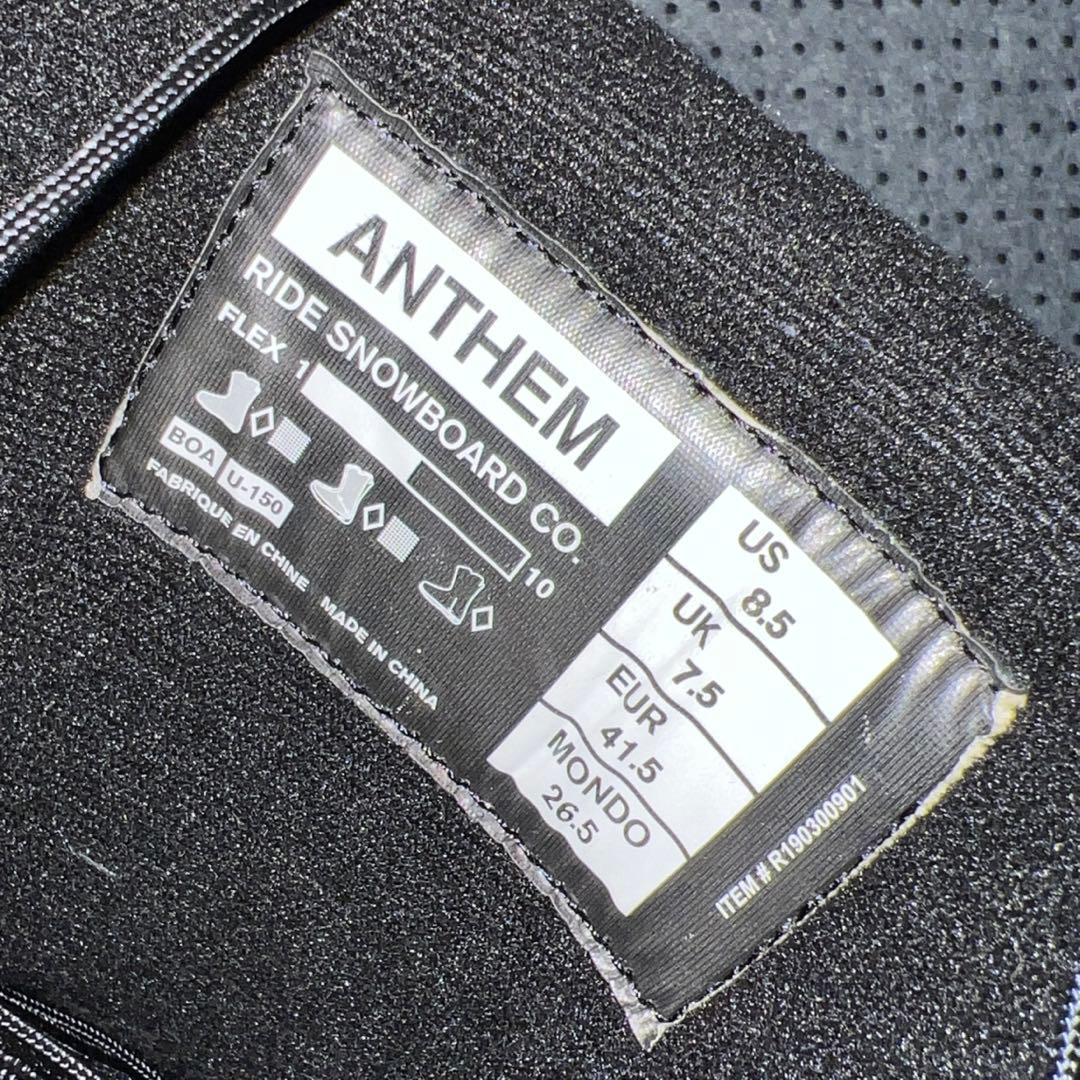 ANTHEM
RIDE SNOWBOARD CO.
FLEX 1 10
BOA U-150
FABRIQUE EN CHINE MADE IN CHINA
US
8.5
UK
7.5
EUR
41.5
MONDO
26.5
ITEM # R190300901